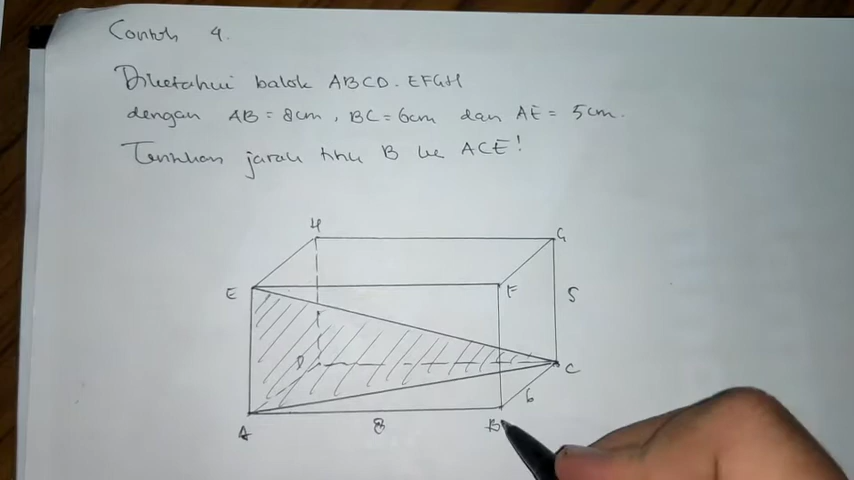 Contoh 4.
Diketahui balok ABCD.EFGH
dengan AB = 8cm, BC = 6cm dan AE = 5cm.
Tentukan jarak titik B ke ACE!
H
G
E
F
5
D
C
6
8
A
B